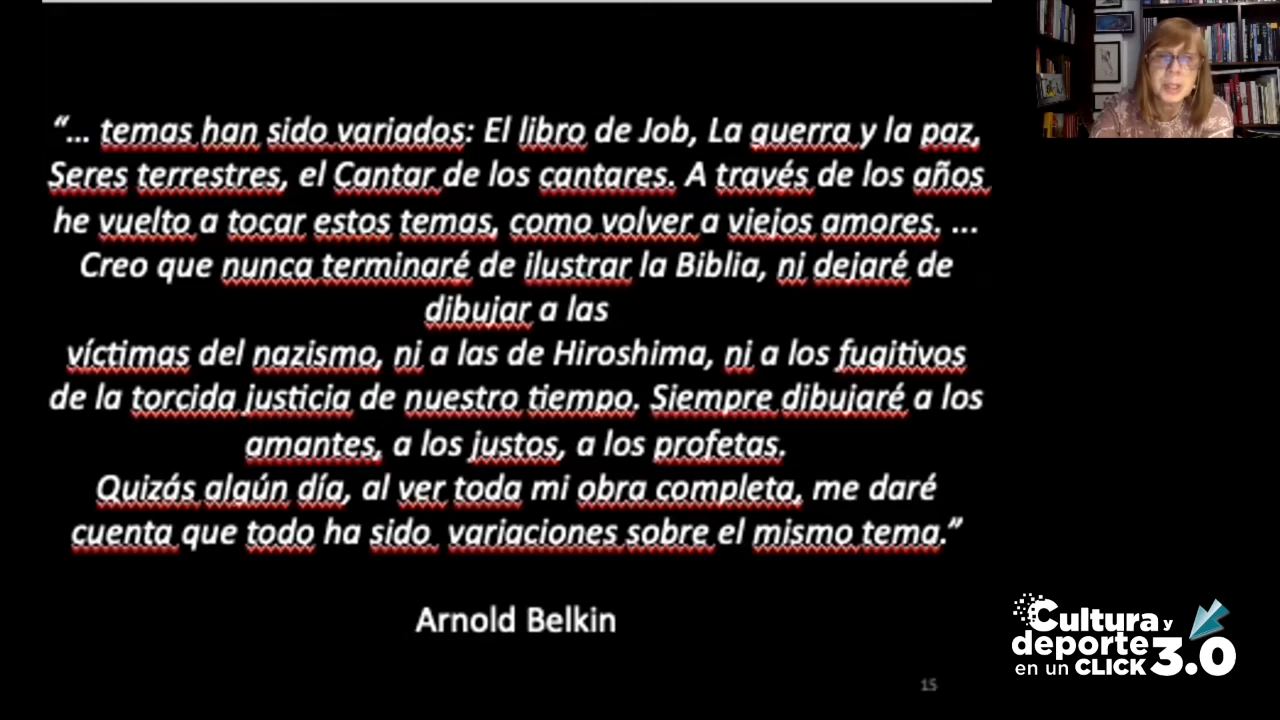 “... temas han sido variados: El libro de Job, La guerra y la paz,
Seres terrestres, el Cantar de los cantares. A través de los años
he vuelto a tocar estos temas, como volver a viejos amores. ...
Creo que nunca terminaré de ilustrar la Biblia, ni dejaré de
dibujar a las
víctimas del nazismo, ni a las de Hiroshima, ni a los fugitivos
de la torcida justicia de nuestro tiempo. Siempre dibujaré a los
amantes, a los justos, a los profetas.
Quizás algún día, al ver toda mi obra completa, me daré
cuenta que todo ha sido variaciones sobre el mismo tema.”
Arnold Belkin
15
Cultura y
deporte
en un CLICK 3.0